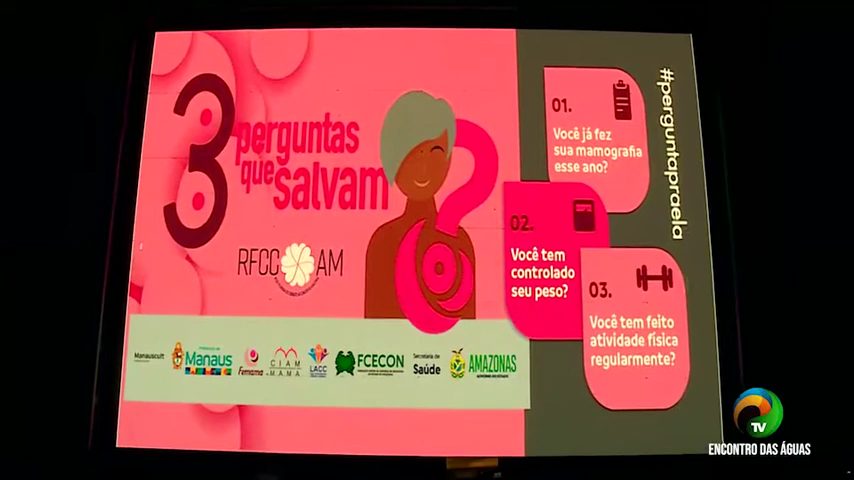 3
perguntas
que
salvam
RFCC AM
Manauscult
Manaus
Femama
CIAM
MAMA
LACC
FCECON
Secretaria de
Saúde
AMAZONAS
01.
Você já fez
sua mamografia
esse ano?
02.
Você tem
controlado
seu peso?
03.
Você tem feito
atividade física
regularmente?
#perguntapraela
TV
ENCONTRO DAS ÁGUAS